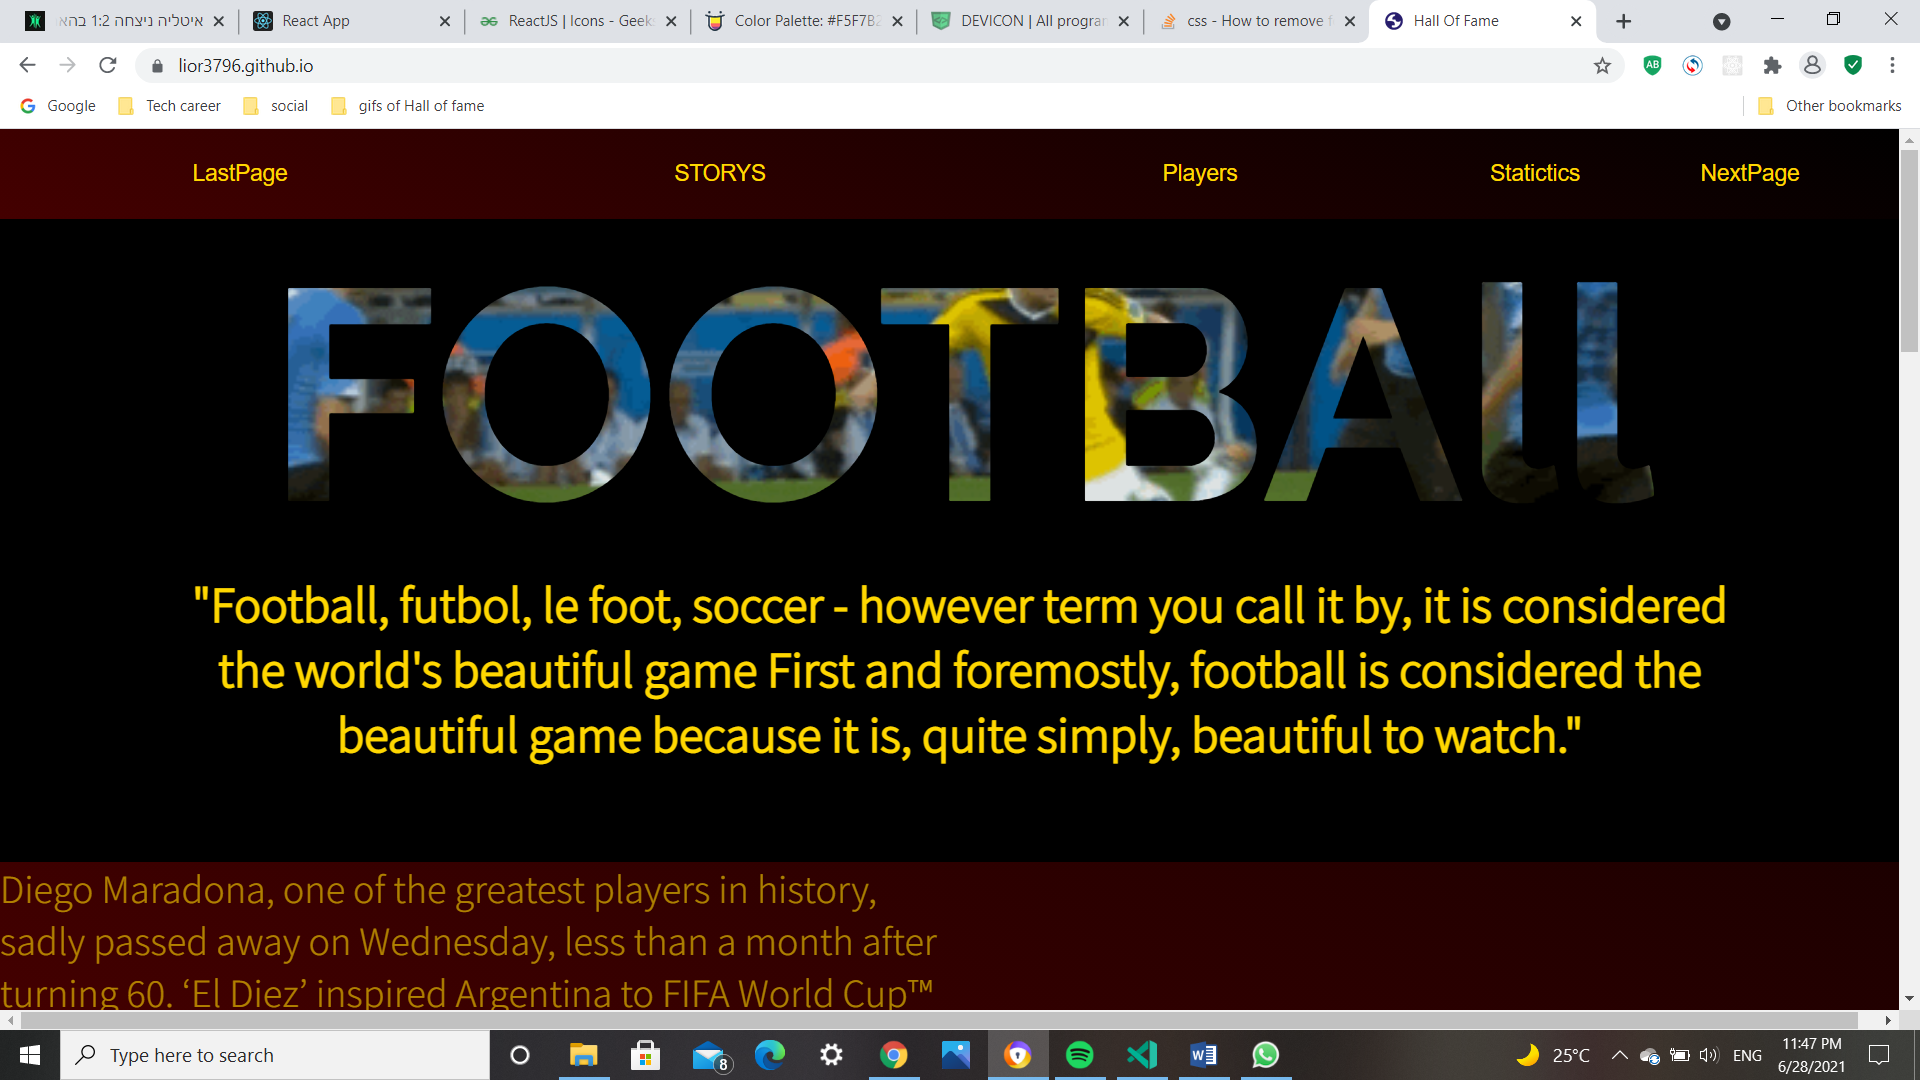 איטליה ניצחה 1:2 בהאו
React App
ReactJS | Icons - Geeks
Color Palette: #F5F7B2
DEVICON | All program
css - How to remove f
Hall Of Fame
lior3796.github.io
Google
Tech career
social
gifs of Hall of fame
Other bookmarks
LastPage
STORYS
Players
Statictics
NextPage
FOOTBAll
"Football, futbol, le foot, soccer - however term you call it by, it is considered
the world's beautiful game First and foremostly, football is considered the
beautiful game because it is, quite simply, beautiful to watch."
Diego Maradona, one of the greatest players in history,
sadly passed away on Wednesday, less than a month after
turning 60. ‘El Diez’ inspired Argentina to FIFA World Cup™
Type here to search
8
25°C
ENG
11:47 PM
6/28/2021